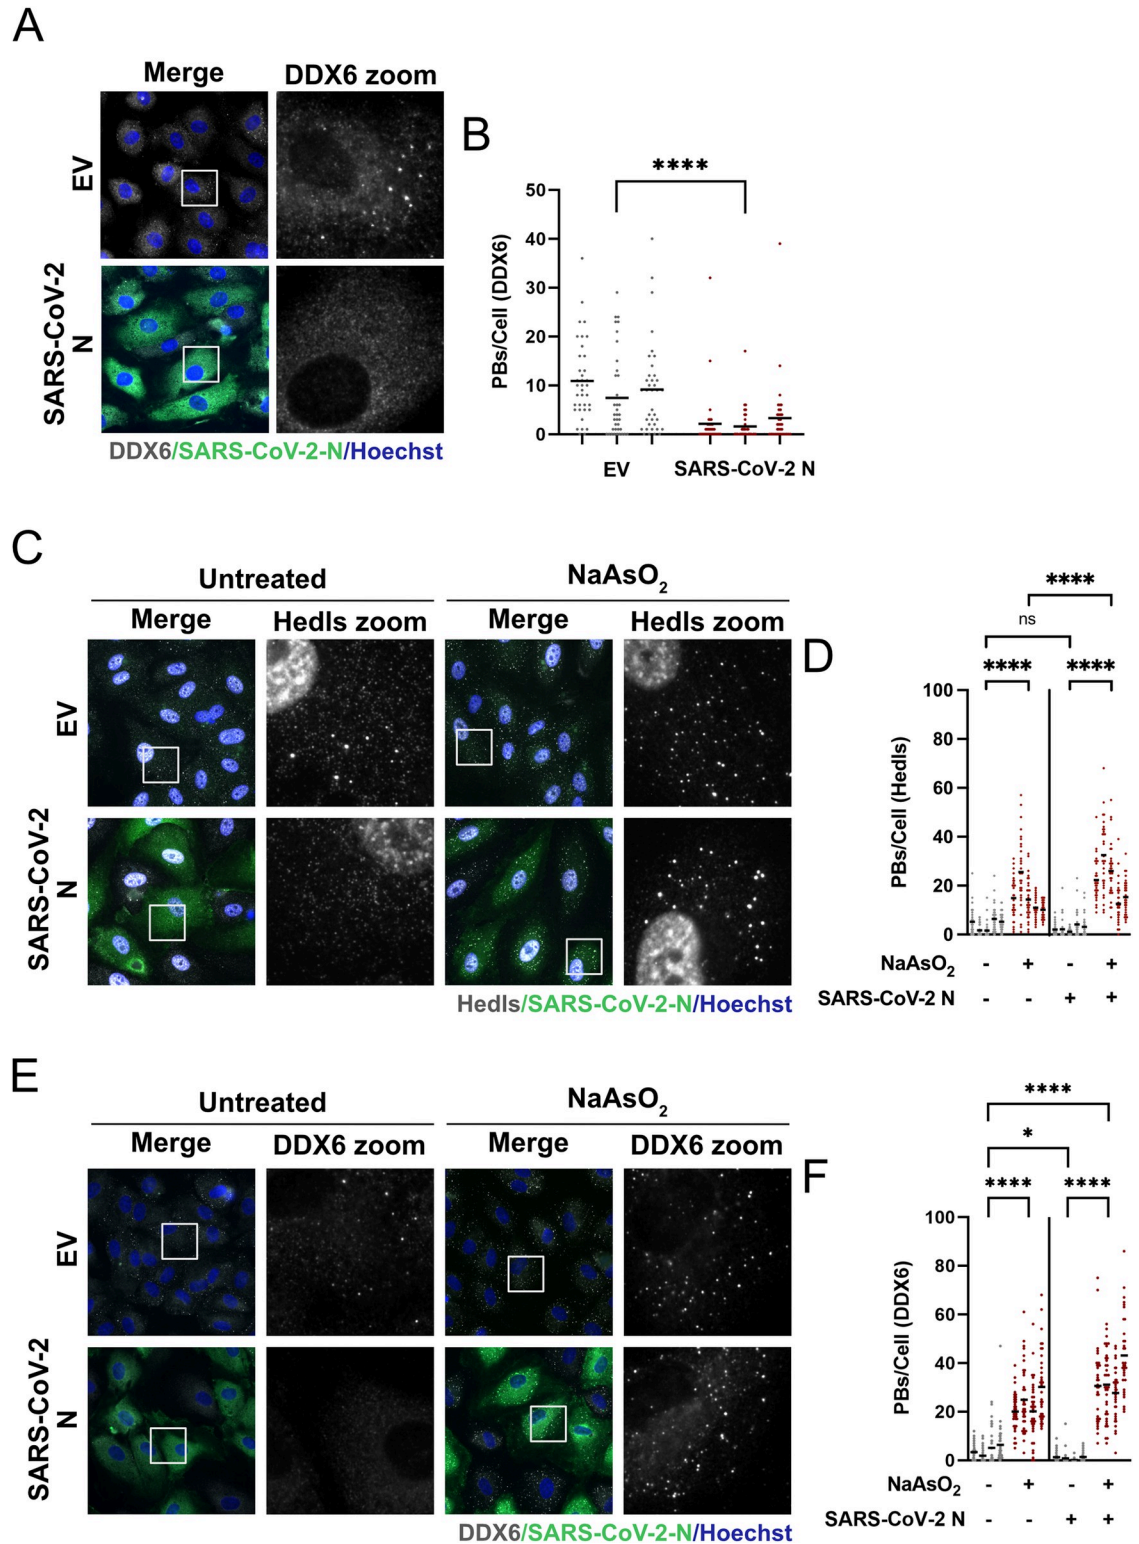 A
Merge
DDX6 zoom
EV
SARS-CoV-2
N
DDX6/SARS-CoV-2-N/Hoechst
B
****
PBs/Cell (DDX6)
50
40
30
20
10
0
EV
SARS-CoV-2 N
C
Untreated
NaAsO2
Merge
Hedls zoom
Merge
Hedls zoom
EV
SARS-CoV-2
N
Hedls/SARS-CoV-2-N/Hoechst
D
****
ns
****
****
PBs/Cell (Hedls)
100
80
60
40
20
0
NaAsO2 - + - +
SARS-CoV-2 N - - + +
E
Untreated
NaAsO2
Merge
DDX6 zoom
Merge
DDX6 zoom
EV
SARS-CoV-2
N
DDX6/SARS-CoV-2-N/Hoechst
F
****
*
****
****
PBs/Cell (DDX6)
100
80
60
40
20
0
NaAsO2 - + - +
SARS-CoV-2 N - - + +